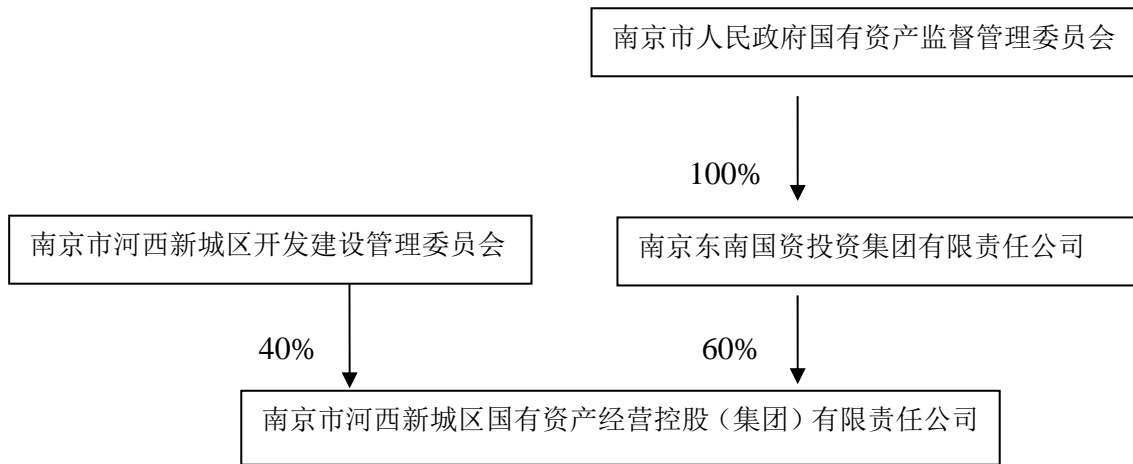 南京市人民政府国有资产监督管理委员会
100%
南京市河西新城区开发建设管理委员会
南京东南国资投资集团有限责任公司
40%
60%
南京市河西新城区国有资产经营控股（集团）有限责任公司